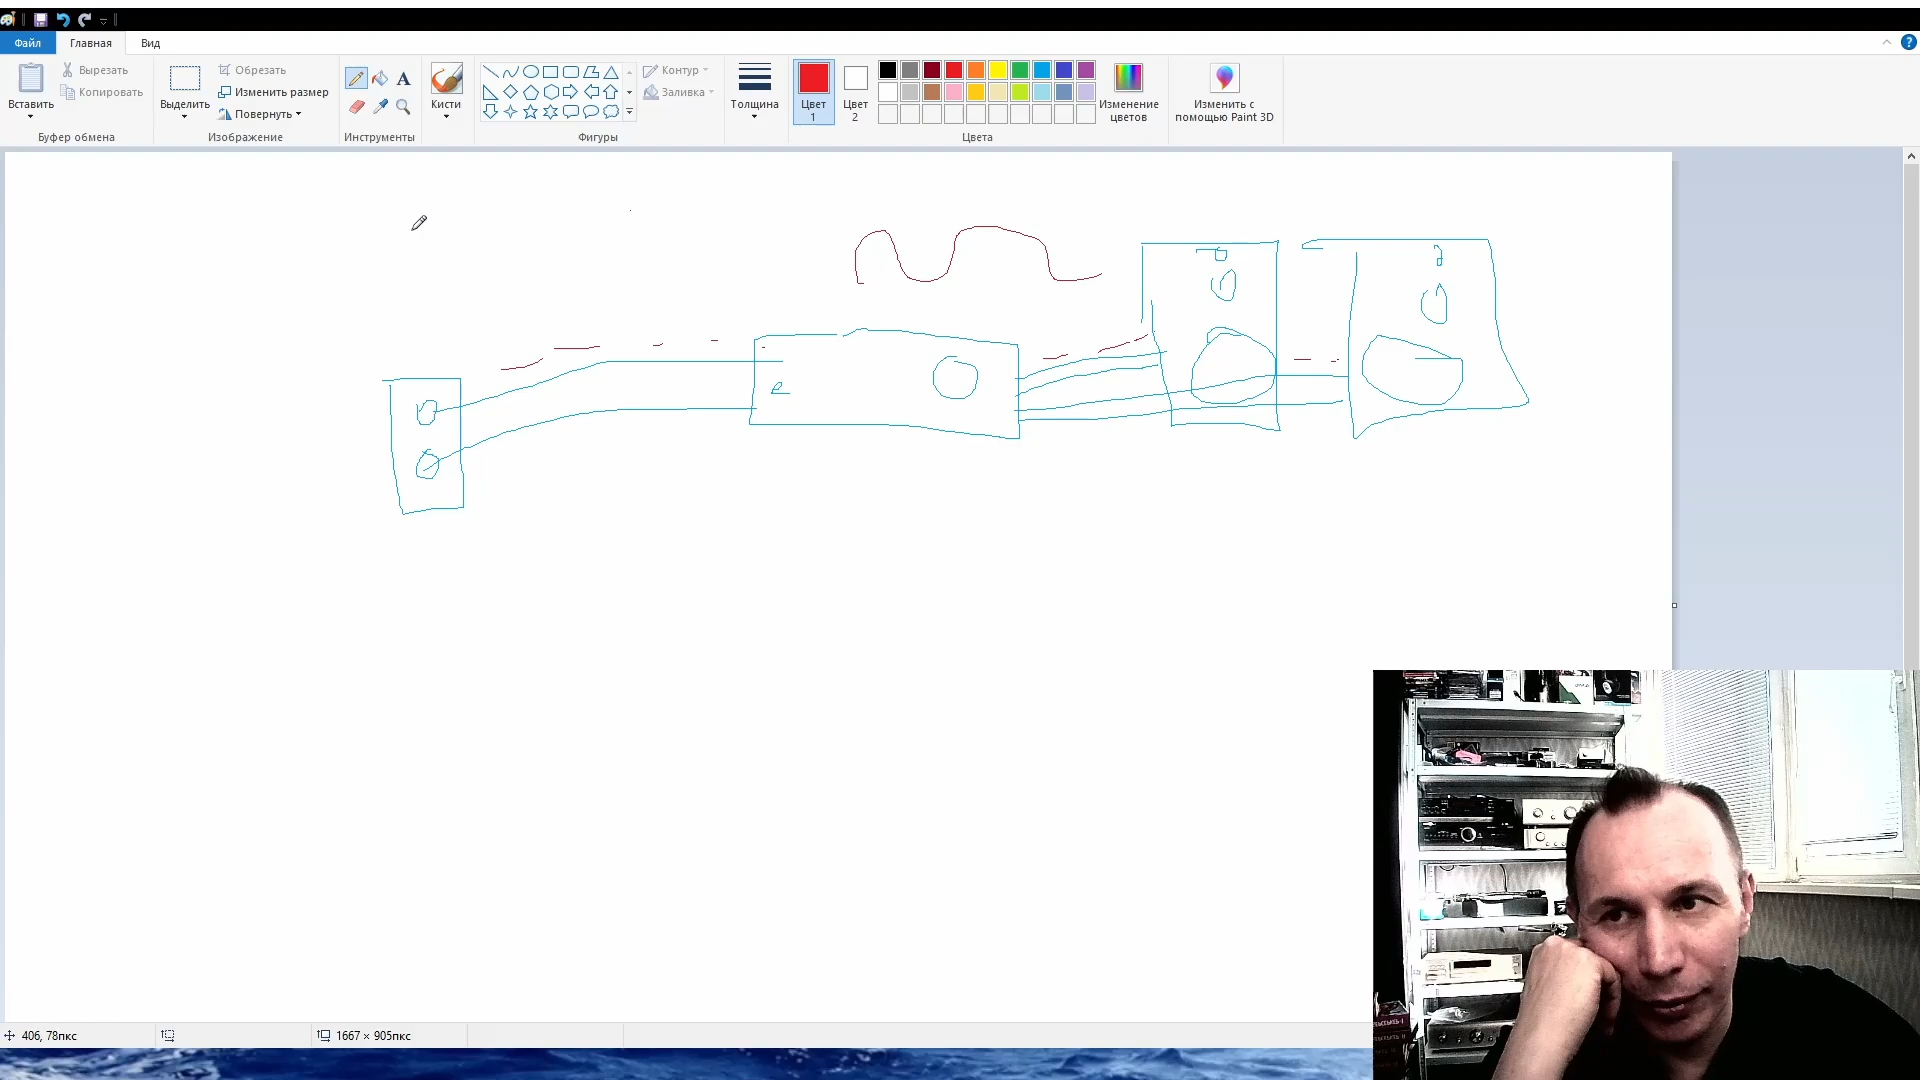 Файл
Главная
Вид
Вставить
Вырезать
Копировать
Буфер обмена
Выделить
Обрезать
Изменить размер
Повернуть
Изображение
A
Инструменты
Кисти
Контур
Заливка
Фигуры
Толщина
Цвет
1
Цвет
2
Изменение
цветов
Цвета
Изменить с
помощью Paint 3D
406, 78пкс
1667 × 905пкс